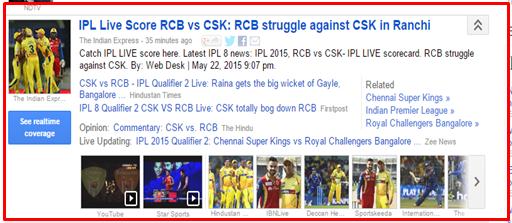 NDTV
IPL Live Score RCB vs CSK: RCB struggle against CSK in Ranchi
The Indian Express - 35 minutes ago
Catch IPL LIVE score here. Latest IPL 8 news: IPL 2015, RCB vs CSK- IPL LIVE scorecard. RCB struggle
against CSK. By: Web Desk | May 22, 2015 9:07 pm.
The Indian Expr...
See realtime
coverage
CSK vs RCB - IPL Qualifier 2 Live: Raina gets the big wicket of Gayle,
Bangalore ... Hindustan Times
IPL 8 Qualifier 2 CSK VS RCB Live: CSK totally bog down RCB Firstpost
Related
Chennai Super Kings »
Indian Premier League »
Royal Challengers Bangalore »
Opinion: Commentary: CSK vs. RCB The Hindu
Live Updating: IPL 2015 Qualifier 2: Chennai Super Kings vs Royal Challengers Bangalore ... Zee News
YouTube
Star Sports
Hindustan ...
IBNLive
Deccan He...
Sportskeeda
Internation...
The